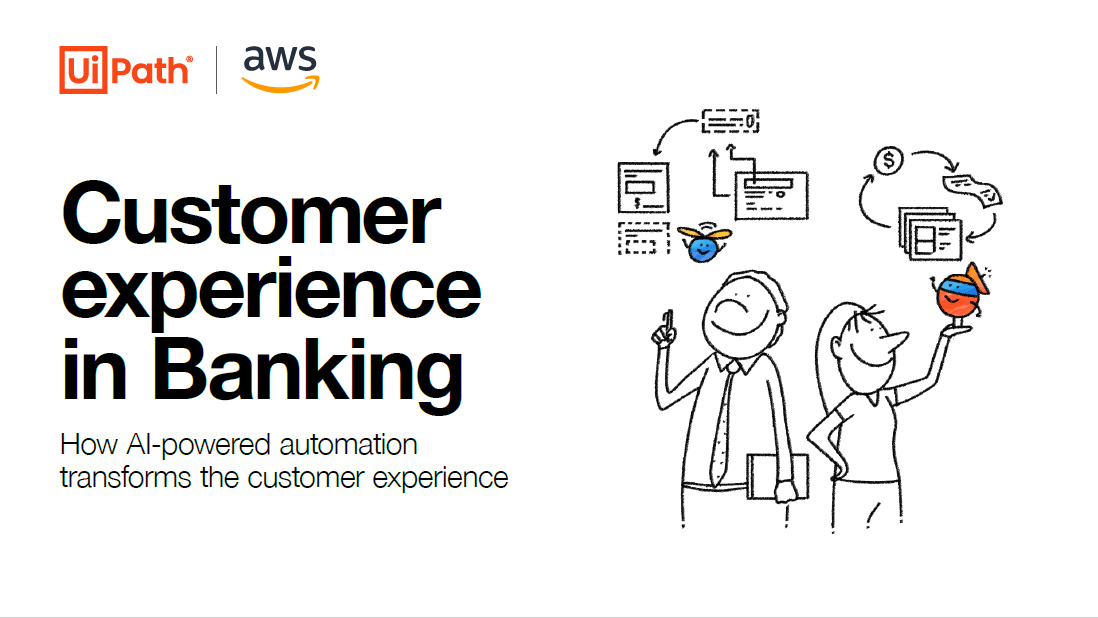 UiPath®
aws
Customer
experience
in Banking
How AI-powered automation
transforms the customer experience
$
$